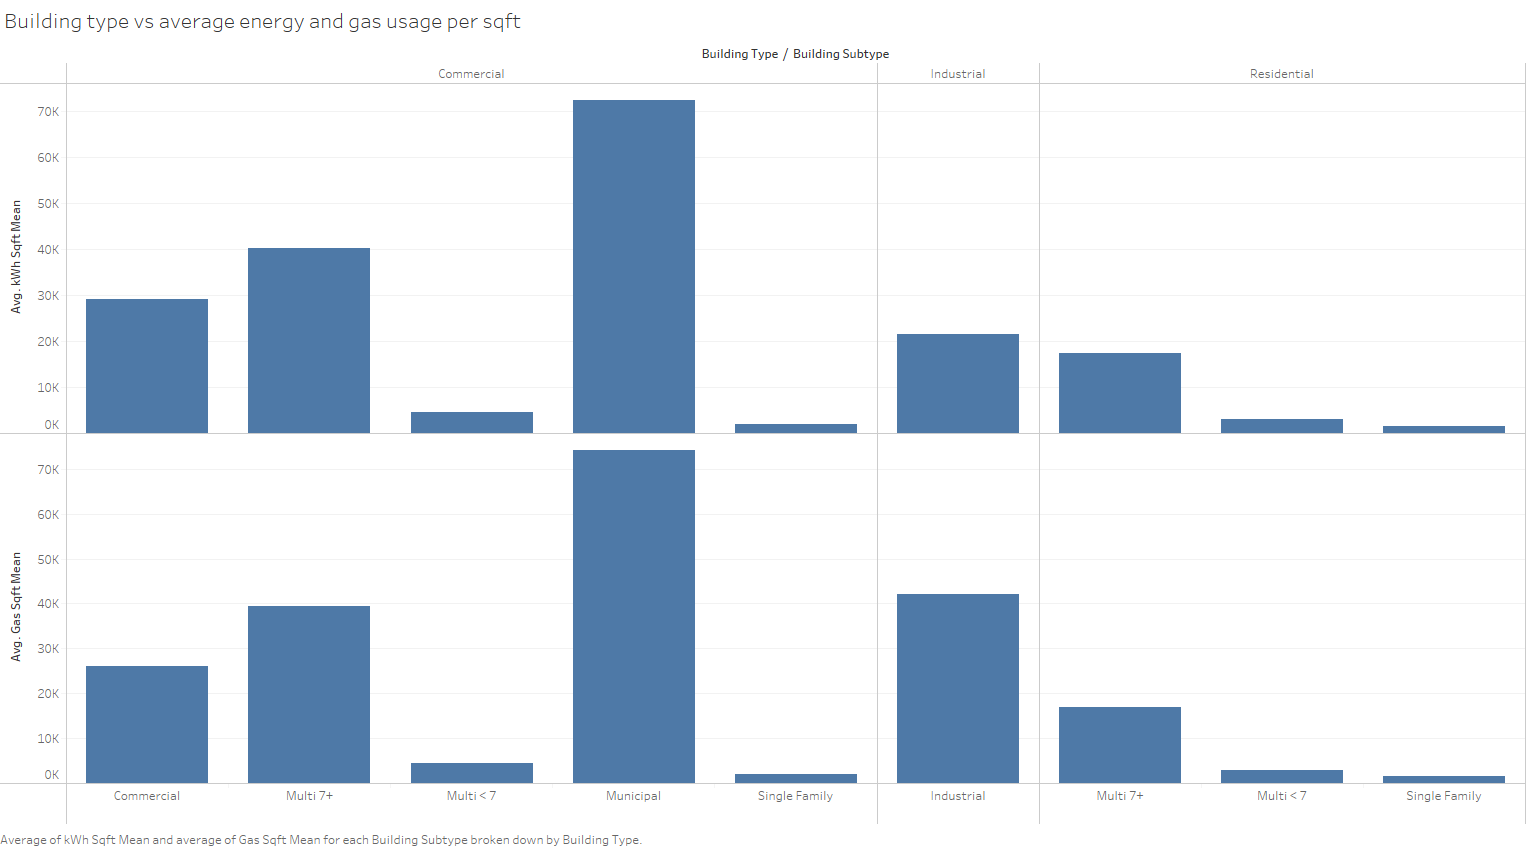 Building type vs average energy and gas usage per sqft
Building Type / Building Subtype
Commercial Industrial Residential
70K
60K
50K
40K
30K
20K
10K
0K
Avg. kWh Sqft Mean
70K
60K
50K
40K
30K
20K
10K
0K
Avg. Gas Sqft Mean
Commercial Multi 7+ Multi < 7 Municipal Single Family Industrial Multi 7+ Multi < 7 Single Family
Average of kWh Sqft Mean and average of Gas Sqft Mean for each Building Subtype broken down by Building Type.